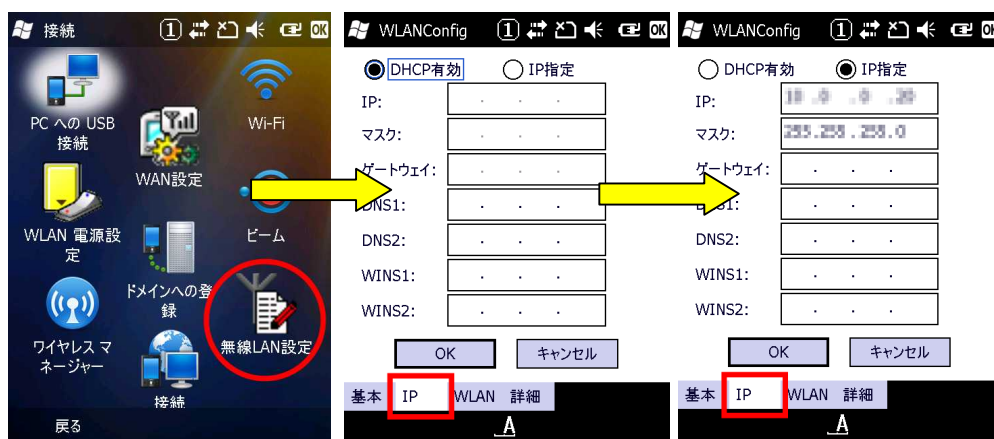 接続
1
OK
PC への USB
接続
WAN設定
Wi-Fi
WLAN 電源設
定
ドメインへの登
録
ビーム
ワイヤレス マ
ネージャー
接続
無線LAN設定
戻る
WLANConfig
1
OK
DHCP有効 IP指定
IP:
マスク:
ゲートウェイ:
DNS1:
DNS2:
WINS1:
WINS2:
OK キャンセル
基本 IP WLAN 詳細
A
WLANConfig
1
DHCP有効 IP指定
IP:
マスク:
ゲートウェイ:
DNS2:
WINS1:
WINS2:
OK キャンセル
基本 IP WLAN 詳細
A